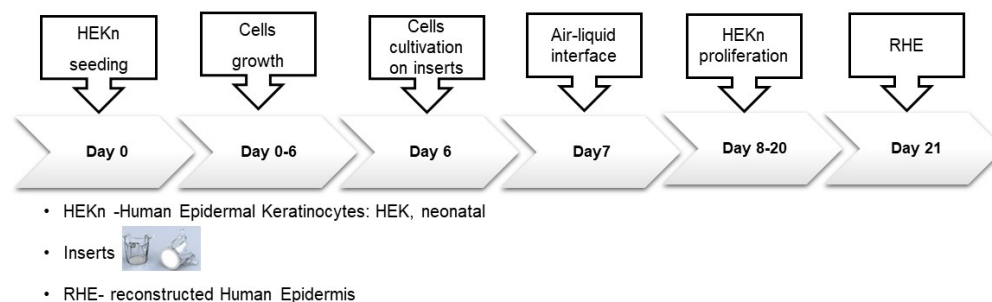 HEKn
seeding
Cells
growth
Cells
cultivation
on inserts
Air-liquid
interface
HEKn
proliferation
RHE
Day 0
Day 0-6
Day 6
Day7
Day 8-20
Day 21
• HEKn -Human Epidermal Keratinocytes: HEK, neonatal
• Inserts
• RHE- reconstructed Human Epidermis